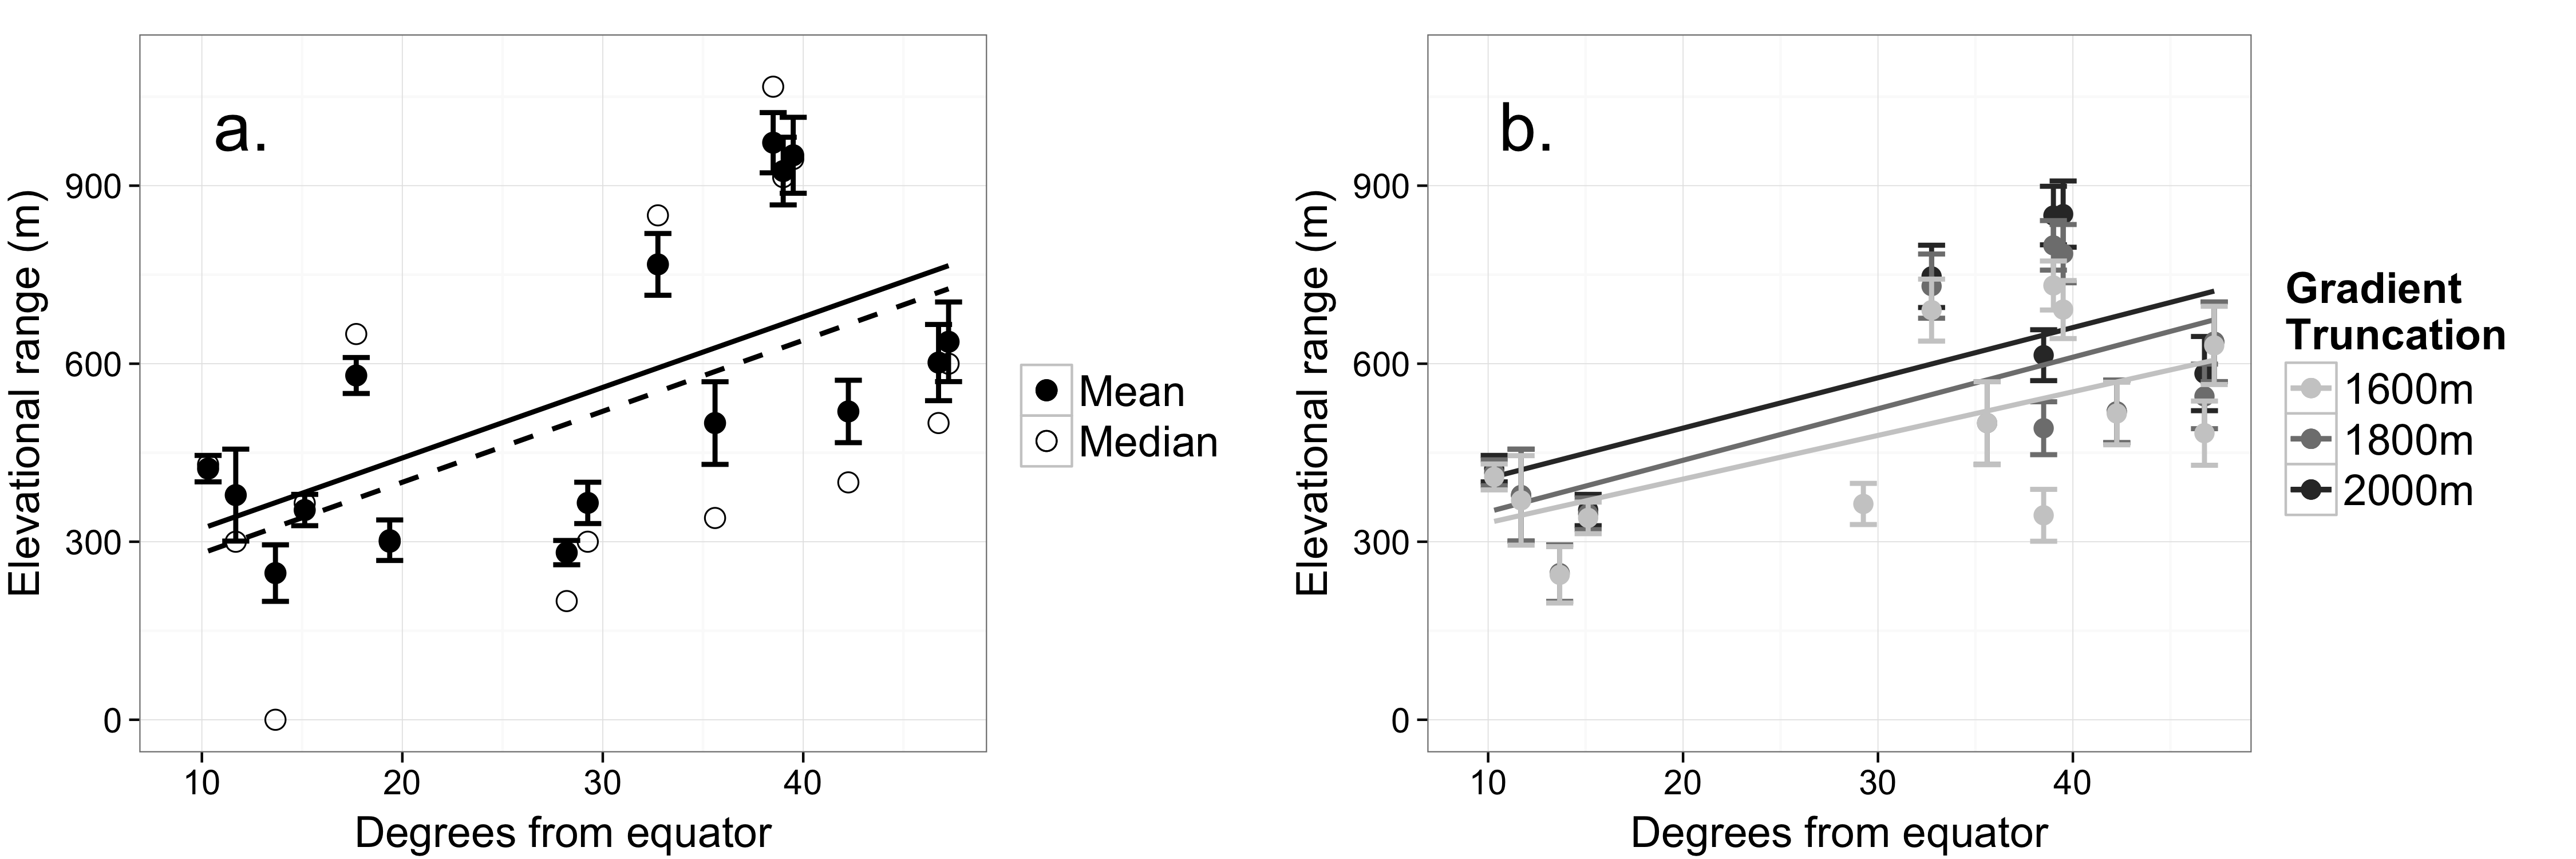 a.
Elevational range (m)
900
600
300
0
10 20 30 40
Degrees from equator
Mean
Median
b.
Elevational range (m)
900
600
300
0
10 20 30 40
Degrees from equator
Gradient
Truncation
1600m
1800m
2000m